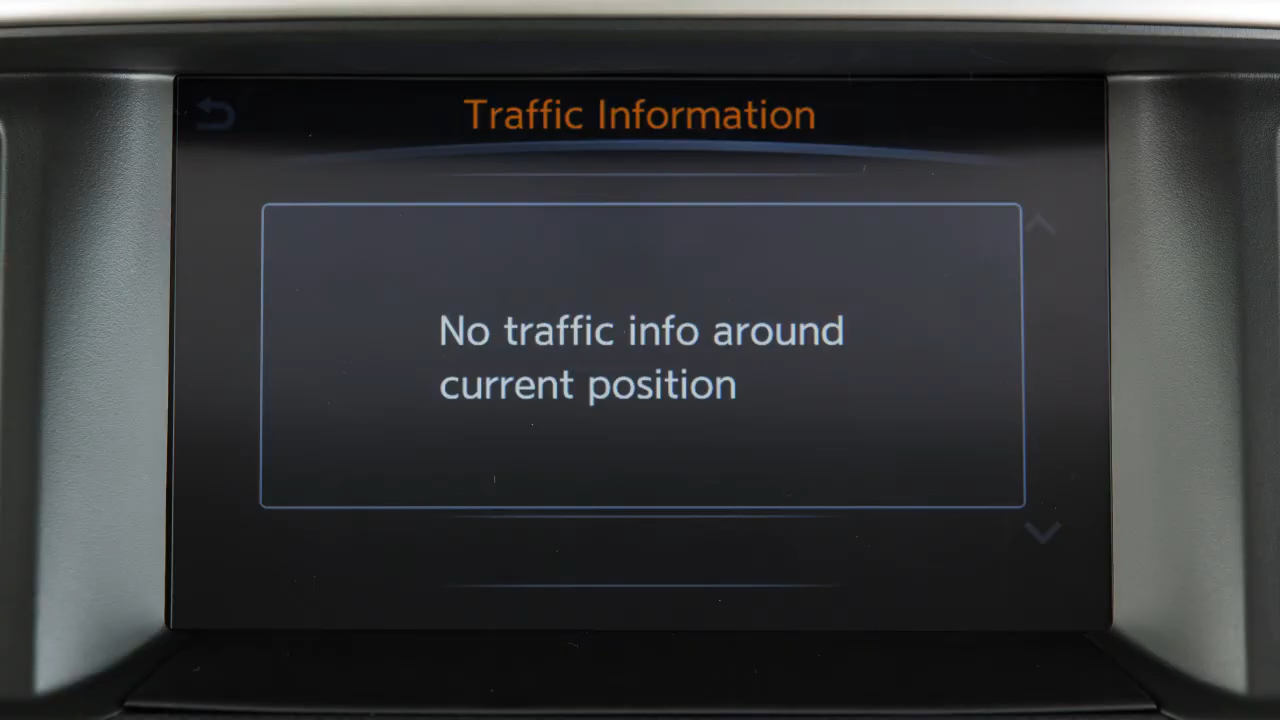 Traffic Information
No traffic info around
current position